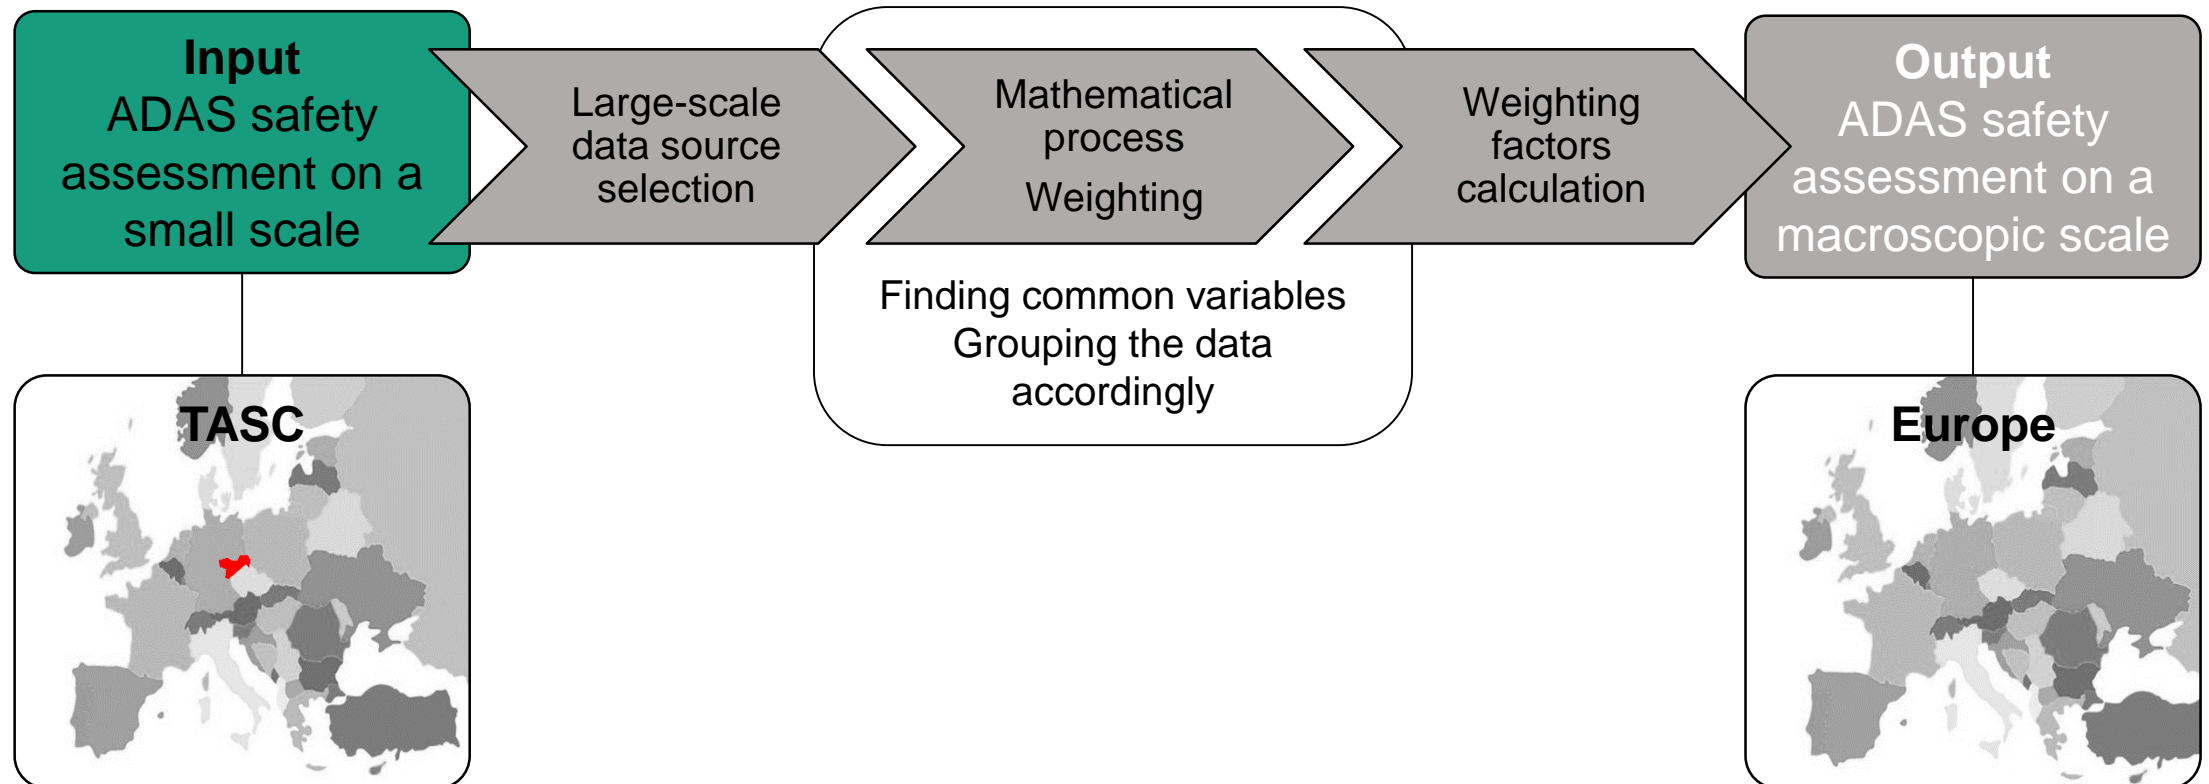 Input
ADAS safety
assessment on a
small scale
Large-scale
data source
selection
Mathematical
process
Weighting
Weighting
factors
calculation
Output
ADAS safety
assessment on a
macroscopic scale
Finding common variables
Grouping the data
accordingly
TASC
Europe